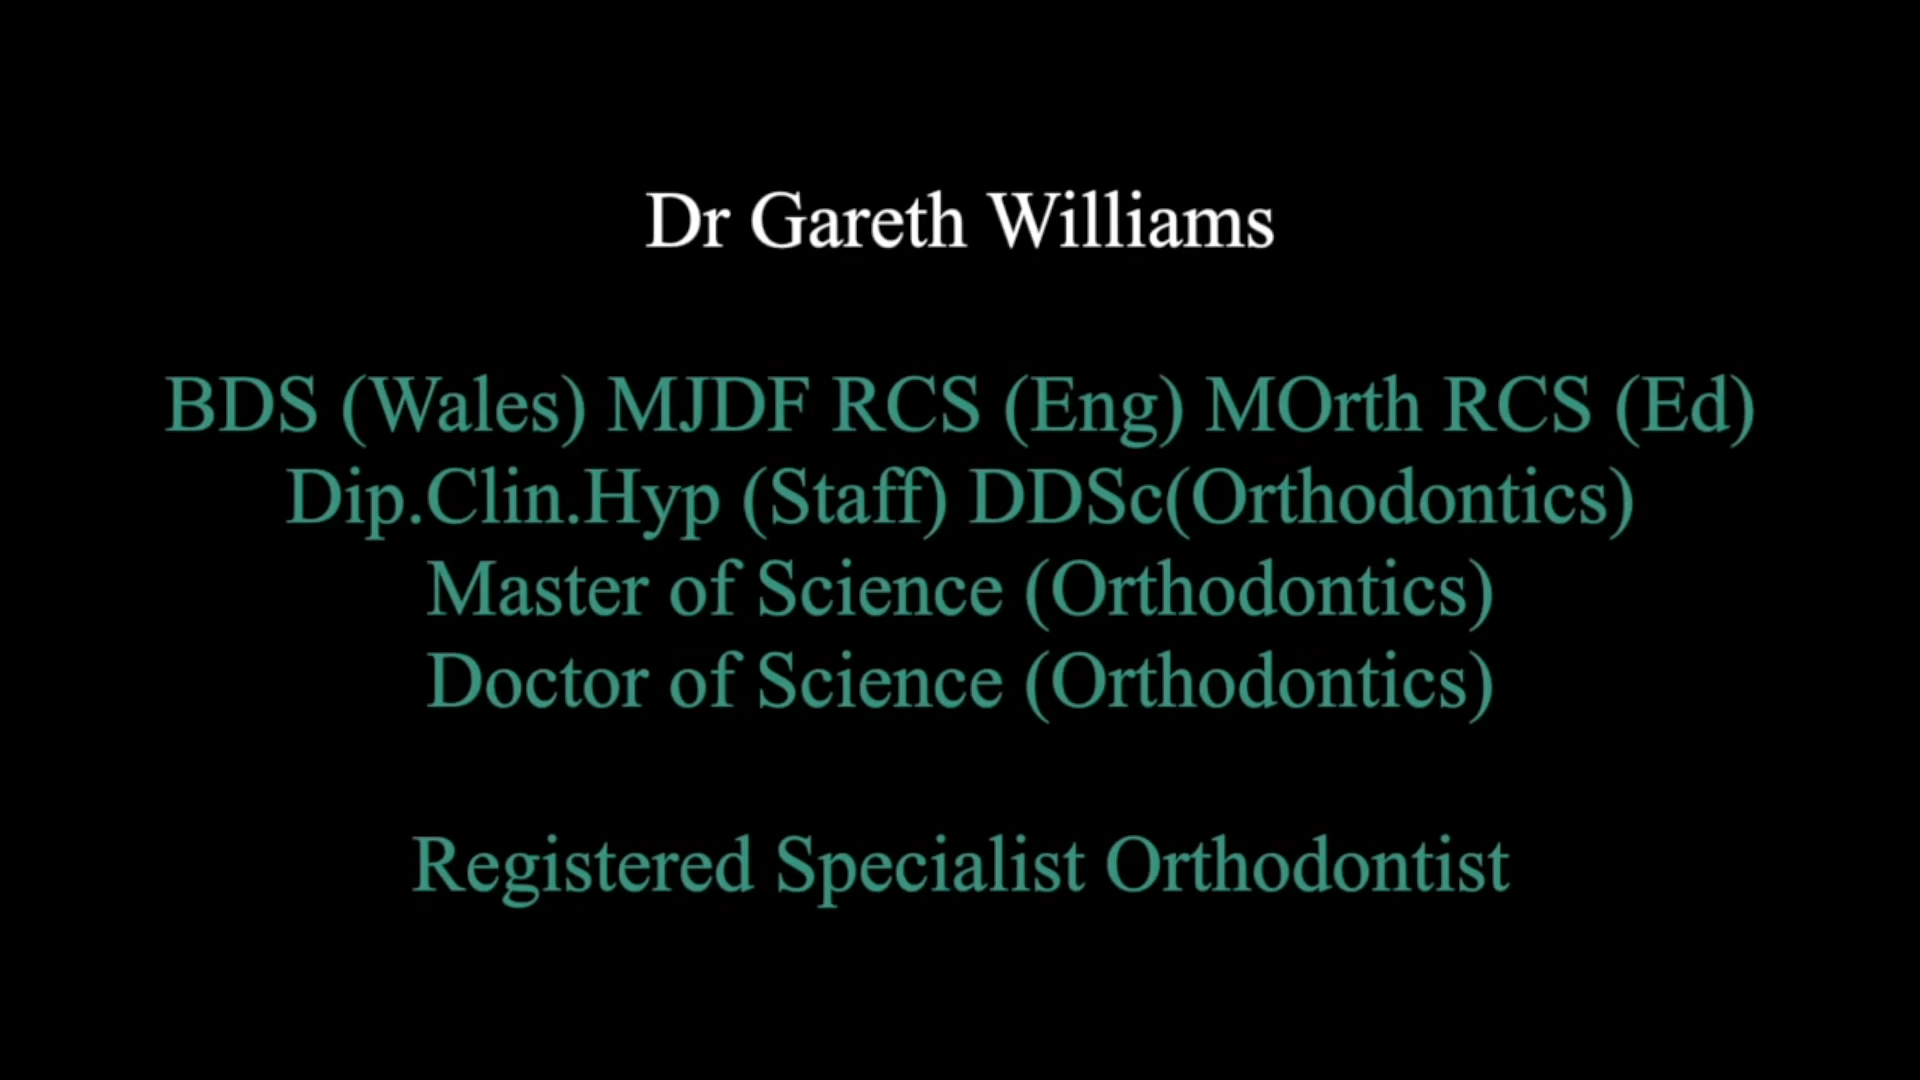 Dr Gareth Williams
BDS (Wales) MJDF RCS (Eng) MOrth RCS (Ed)
Dip.Clin.Hyp (Staff) DDSc(Orthodontics)
Master of Science (Orthodontics)
Doctor of Science (Orthodontics)
Registered Specialist Orthodontist